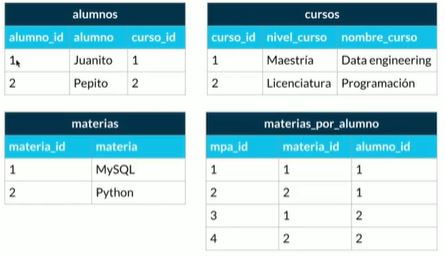 alumnos
alumno_id alumno curso_id
1 Juanito 1
2 Pepito 2
cursos
curso_id nivel_curso nombre_curso
1 Maestría Data engineering
2 Licenciatura Programación
materias
materia_id materia
1 MySQL
2 Python
materias_por_alumno
mpa_id materia_id alumno_id
1 1 1
2 2 1
3 1 2
4 2 2